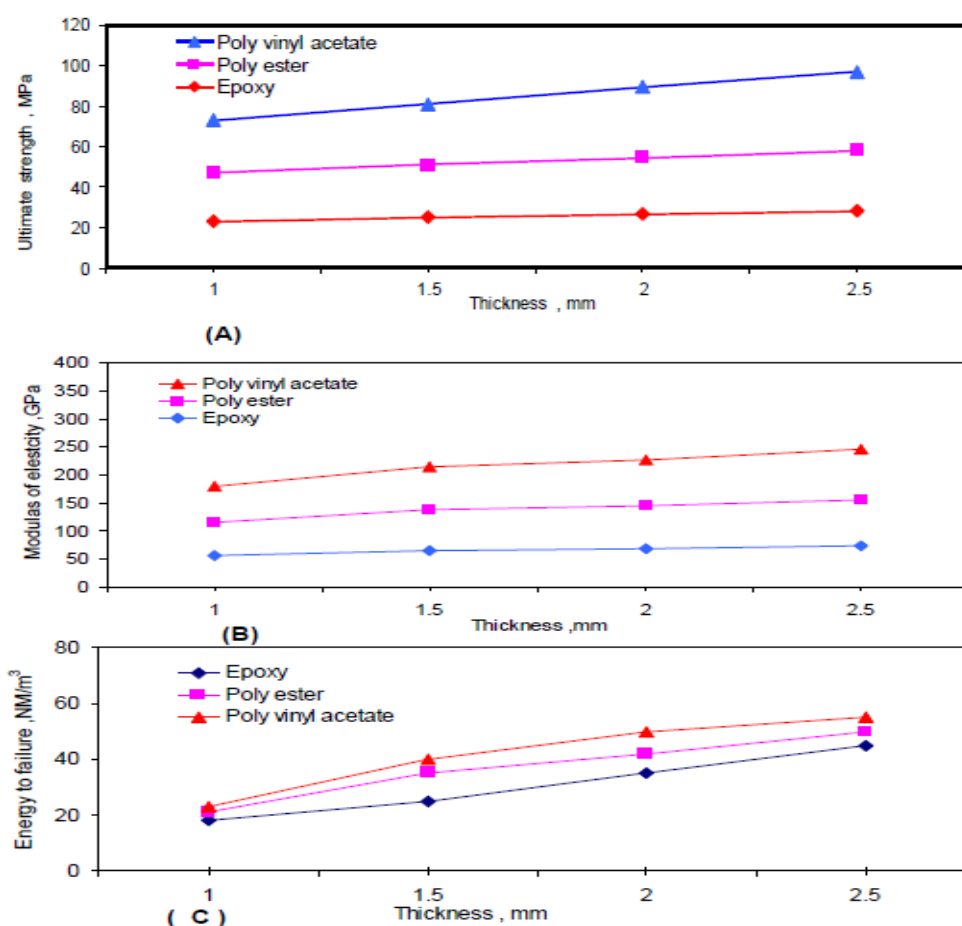 120
100
80
60
40
20
0
Ultimate strength , MPa
Poly vinyl acetate
Poly ester
Epoxy
1 1.5 2 2.5
Thickness , mm
(A)
400
350
300
250
200
150
100
50
0
Modulas of elestcity ,GPa
Poly vinyl acetate
Poly ester
Epoxy
1 1.5 2 2.5
Thickness ,mm
(B)
80
60
40
20
0
Energy to failure ,NM/m³
Epoxy
Poly ester
Poly vinyl acetate
1 1.5 2 2.5
Thickness , mm
( C )